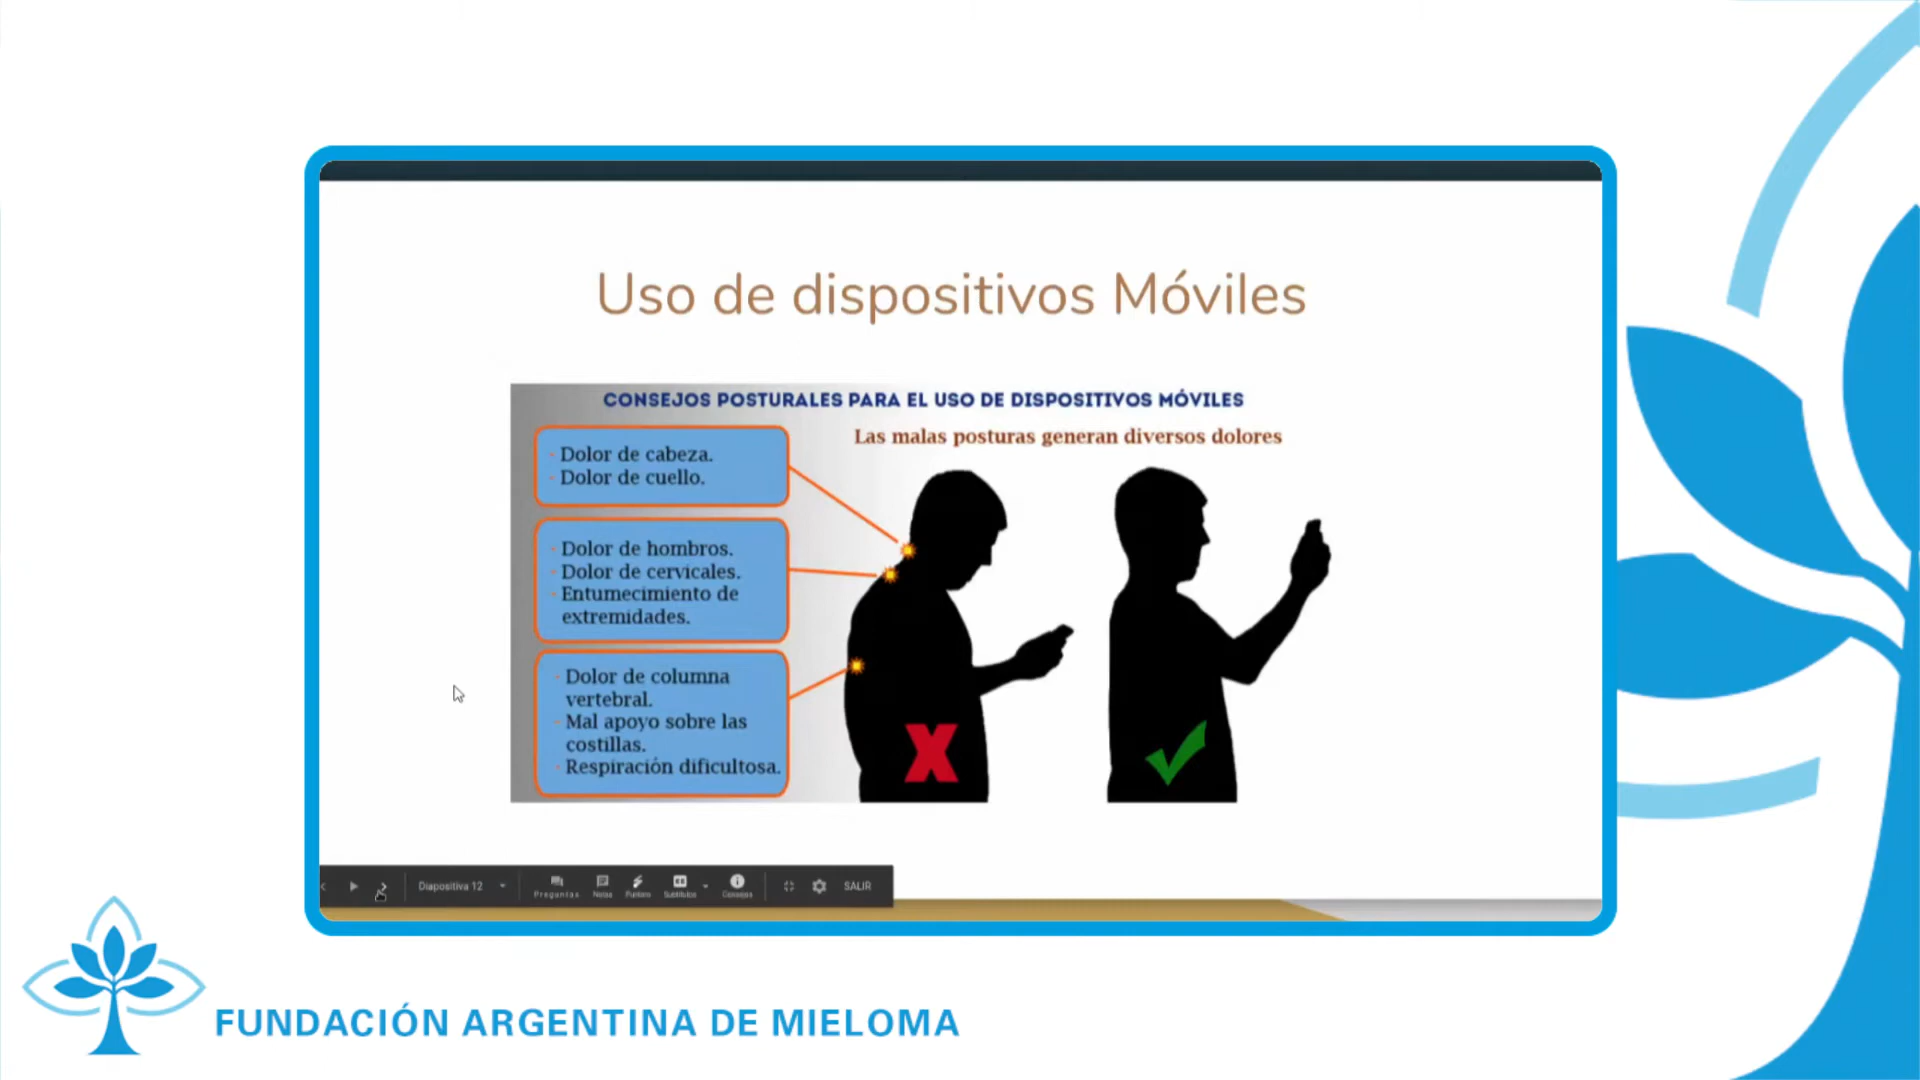 Uso de dispositivos Móviles
CONSEJOS POSTURALES PARA EL USO DE DISPOSITIVOS MÓVILES
Las malas posturas generan diversos dolores
- Dolor de cabeza.
- Dolor de cuello.
- Dolor de hombros.
- Dolor de cervicales.
- Entumecimiento de
extremidades.
- Dolor de columna
vertebral.
- Mal apoyo sobre las
costillas.
- Respiración dificultosa.
Diapositiva 12
Preguntas
Notas
Puntero
Subtítulos
Consejos
SALIR
FUNDACIÓN ARGENTINA DE MIELOMA